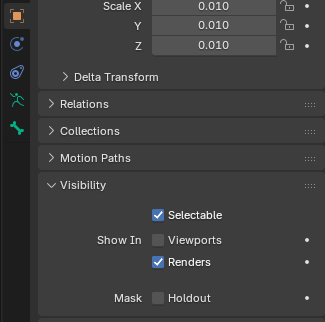 Scale X 0.010
Y 0.010
Z 0.010
Delta Transform
Relations
Collections
Motion Paths
Visibility
Selectable
Show In Viewports
Renders
Mask Holdout